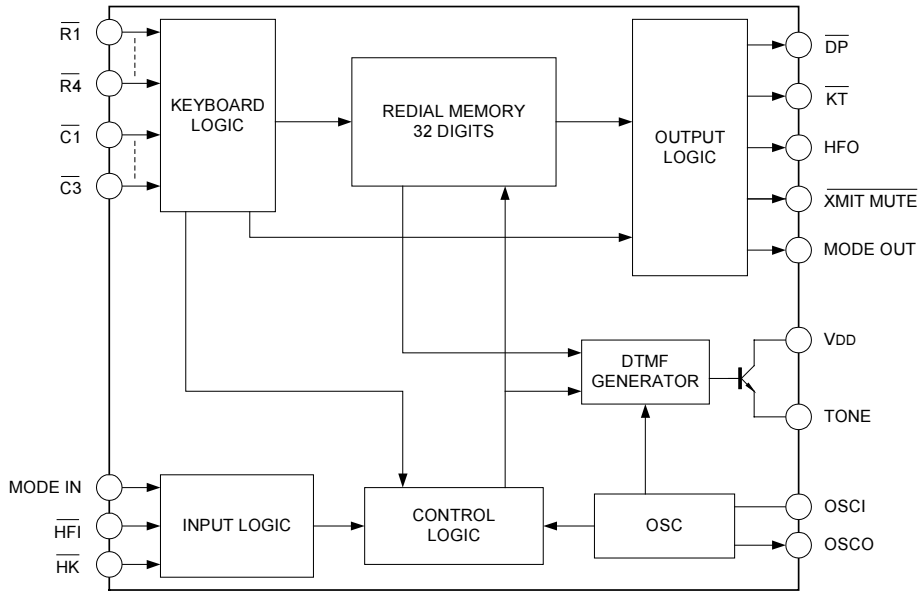 R1
R4
C1
C3
KEYBOARD
LOGIC
REDIAL MEMORY
32 DIGITS
OUTPUT
LOGIC
DP
KT
HFO
XMIT MUTE
MODE OUT
DTMF
GENERATOR
VDD
TONE
MODE IN
HFI
HK
INPUT LOGIC
CONTROL
LOGIC
OSC
OSCI
OSCO